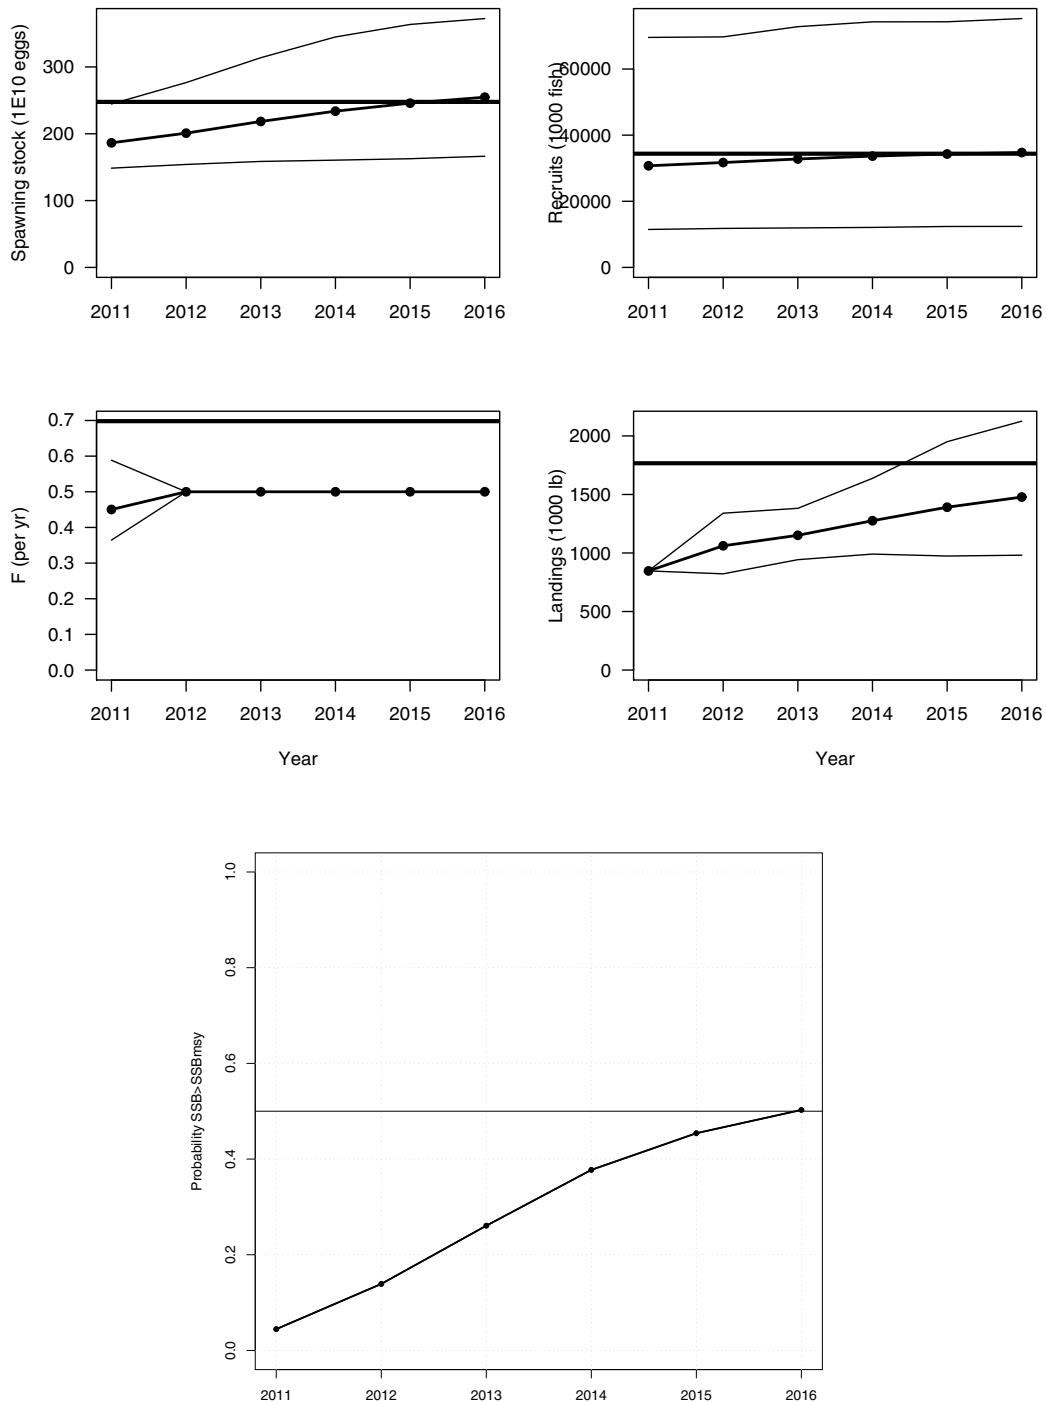 Spawning stock (1E10 eggs)
300
200
100
0
2011 2012 2013 2014 2015 2016
Recruits (1000 fish)
60000
40000
20000
0
2011 2012 2013 2014 2015 2016
F (per yr)
0.7
0.6
0.5
0.4
0.3
0.2
0.1
0.0
2011 2012 2013 2014 2015 2016
Year
Landings (1000 lb)
2000
1500
1000
500
0
2011 2012 2013 2014 2015 2016
Year
Probability SSB>SSBmsy
1.0
0.8
0.6
0.4
0.2
0.0
2011 2012 2013 2014 2015 2016